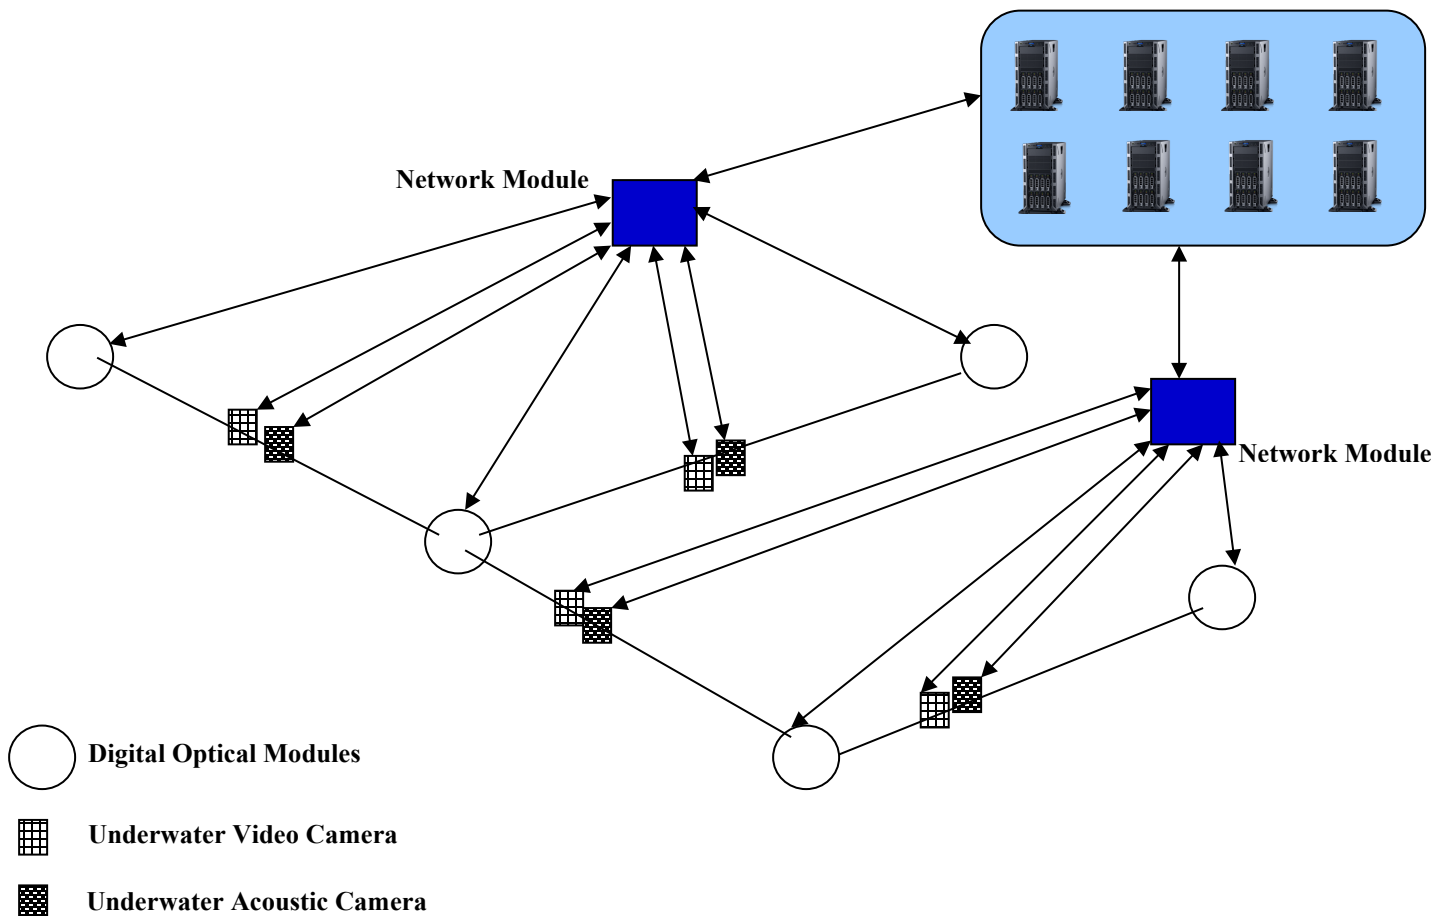 Network Module
Network Module
Digital Optical Modules
Underwater Video Camera
Underwater Acoustic Camera